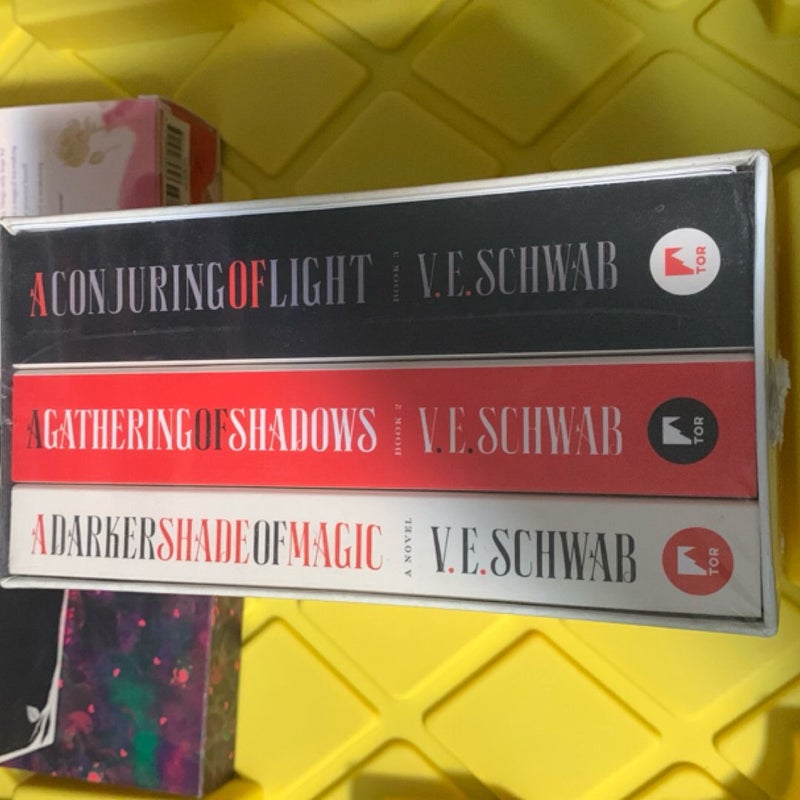 A CONJURING OF LIGHT BOOK 3 V.E. SCHWAB TOR
A GATHERING OF SHADOWS BOOK 2 V.E. SCHWAB TOR
A DARKER SHADE OF MAGIC A NOVEL V.E. SCHWAB TOR